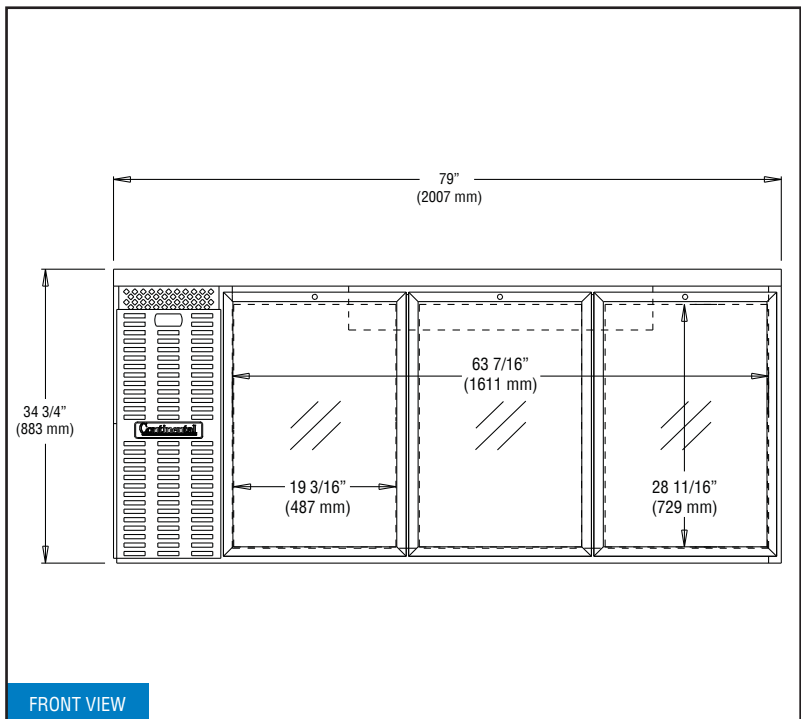 79”
(2007 mm)
34 3/4”
(883 mm)
63 7/16”
(1611 mm)
Continental
19 3/16”
(487 mm)
28 11/16”
(729 mm)
FRONT VIEW